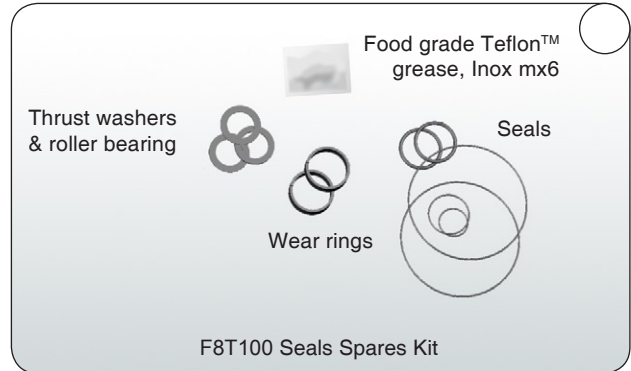 Food grade Teflon™
grease, Inox mx6
Thrust washers
& roller bearing
Seals
Wear rings
F8T100 Seals Spares Kit